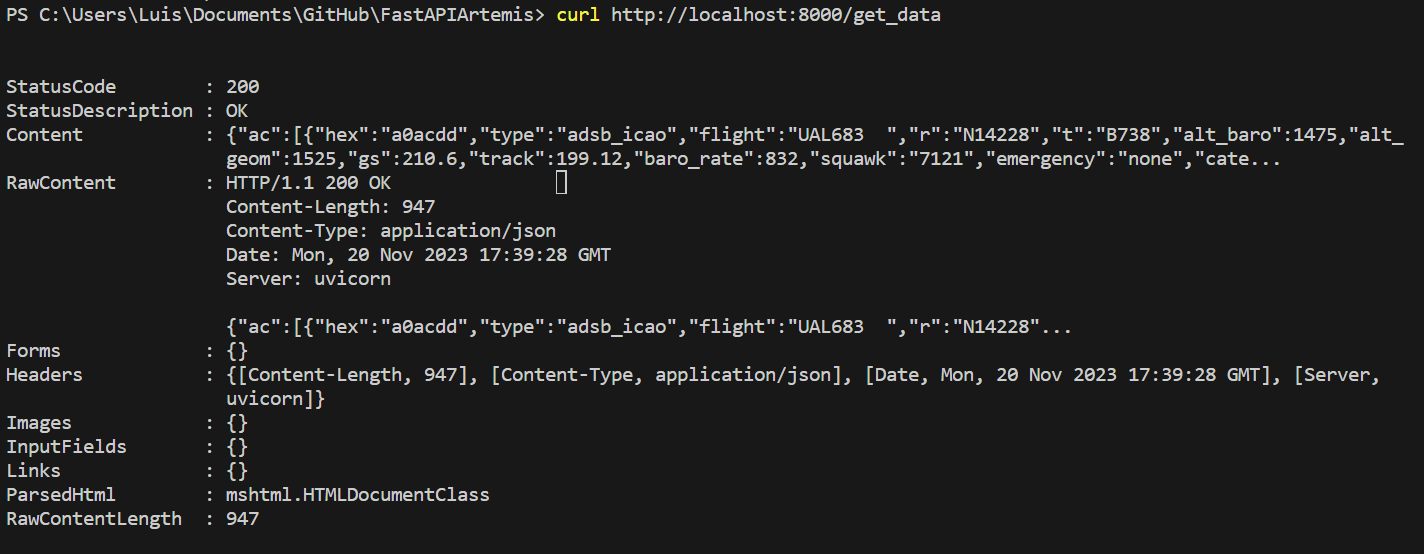 PS C:\Users\Luis\Documents\GitHub\FastAPIArtemis> curl http://localhost:8000/get_data
StatusCode        : 200
StatusDescription : OK
Content           : {"ac":[{"hex":"a0acdd","type":"adsb_icao","flight":"UAL683  ","r":"N14228","t":"B738","alt_baro":1475,"alt_
                    geom":1525,"gs":210.6,"track":199.12,"baro_rate":832,"squawk":"7121","emergency":"none","cate...
RawContent        : HTTP/1.1 200 OK
                    Content-Length: 947
                    Content-Type: application/json
                    Date: Mon, 20 Nov 2023 17:39:28 GMT
                    Server: uvicorn
                    {"ac":[{"hex":"a0acdd","type":"adsb_icao","flight":"UAL683  ","r":"N14228"...
Forms             : {}
Headers           : {[Content-Length, 947], [Content-Type, application/json], [Date, Mon, 20 Nov 2023 17:39:28 GMT], [Server,
                    uvicorn]}
Images            : {}
InputFields       : {}
Links             : {}
ParsedHtml        : mshtml.HTMLDocumentClass
RawContentLength  : 947